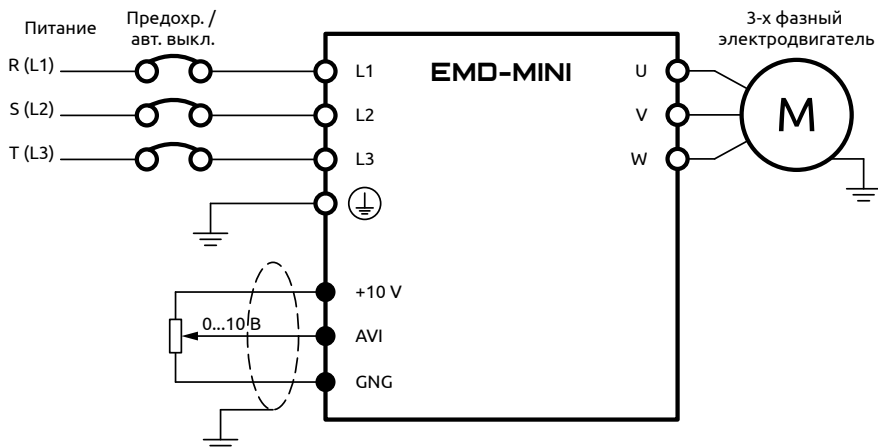 Питание
Предохр. /
авт. выкл.
3-х фазный
электродвигатель
R (L1)
L1
EMD-MINI
U
S (L2)
L2
V
M
T (L3)
L3
W
+10 V
0...10 В
AVI
GNG